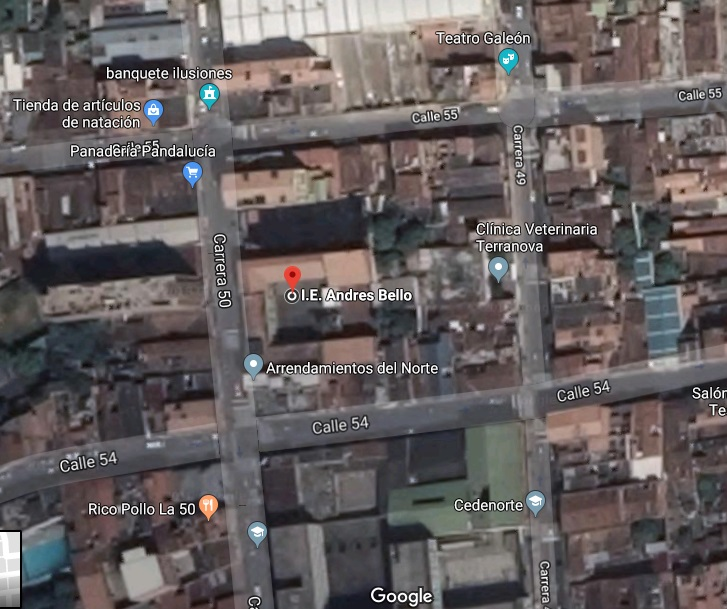 Teatro Galeón
banquete ilusiones
Calle 55
Tienda de artículos
de natación
Calle 55
Panadería Pandalucía
Carrera 49
Clínica Veterinaria
Terranova
Carrera 50
I.E. Andres Bello
Arrendamientos del Norte
Calle 54
Calle 54
Calle 54
Rico Pollo La 50
Cedenorte
Google